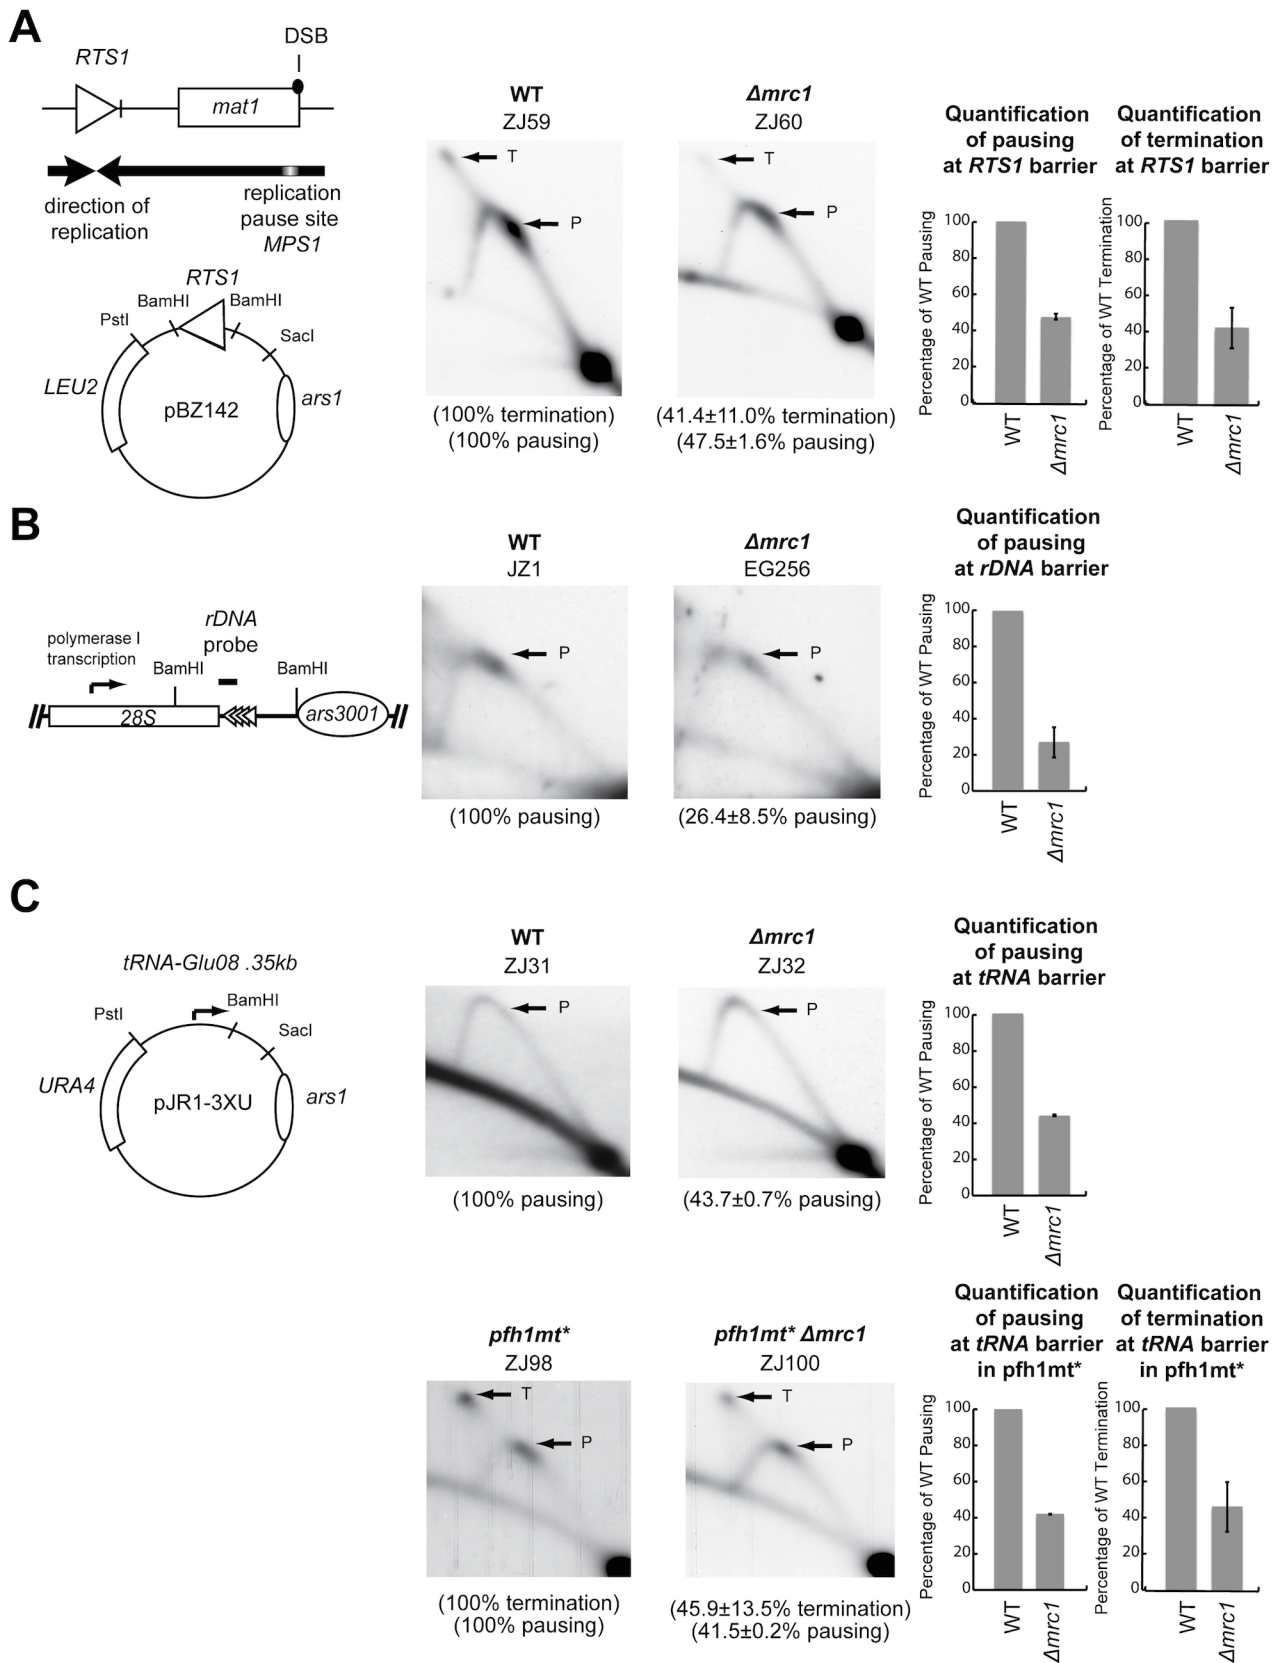 A
DSB
RTS1
mat1
direction of
replication
replication
pause site
MPS1
RTS1
BamHI
BamHI
PstI
SacI
LEU2
pBZ142
ars1
WT
ZJ59
T
P
(100% termination)
(100% pausing)
Δmrc1
ZJ60
T
P
(41.4±11.0% termination)
(47.5±1.6% pausing)
Quantification
of pausing
at RTS1 barrier
Percentage of WT Pausing
100
80
60
40
20
0
WT
Δmrc1
Quantification
of termination
at RTS1 barrier
Percentage of WT Termination
100
80
60
40
20
0
WT
Δmrc1
B
polymerase I
transcription
rDNA
probe
BamHI
BamHI
28S
ars3001
WT
JZ1
P
(100% pausing)
Δmrc1
EG256
P
(26.4±8.5% pausing)
Quantification
of pausing
at rDNA barrier
Percentage of WT Pausing
100
80
60
40
20
0
WT
Δmrc1
C
tRNA-Glu08 .35kb
PstI
BamHI
SacI
URA4
pJR1-3XU
ars1
WT
ZJ31
P
(100% pausing)
Δmrc1
ZJ32
P
(43.7±0.7% pausing)
Quantification
of pausing
at tRNA barrier
Percentage of WT Pausing
100
80
60
40
20
0
WT
Δmrc1
pfh1mt*
ZJ98
T
P
(100% termination)
(100% pausing)
pfh1mt* Δmrc1
ZJ100
T
P
(45.9±13.5% termination)
(41.5±0.2% pausing)
Quantification
of pausing
at tRNA barrier
in pfh1mt*
Percentage of WT Pausing
100
80
60
40
20
0
WT
Δmrc1
Quantification
of termination
at tRNA barrier
in pfh1mt*
Percentage of WT Termination
100
80
60
40
20
0
WT
Δmrc1